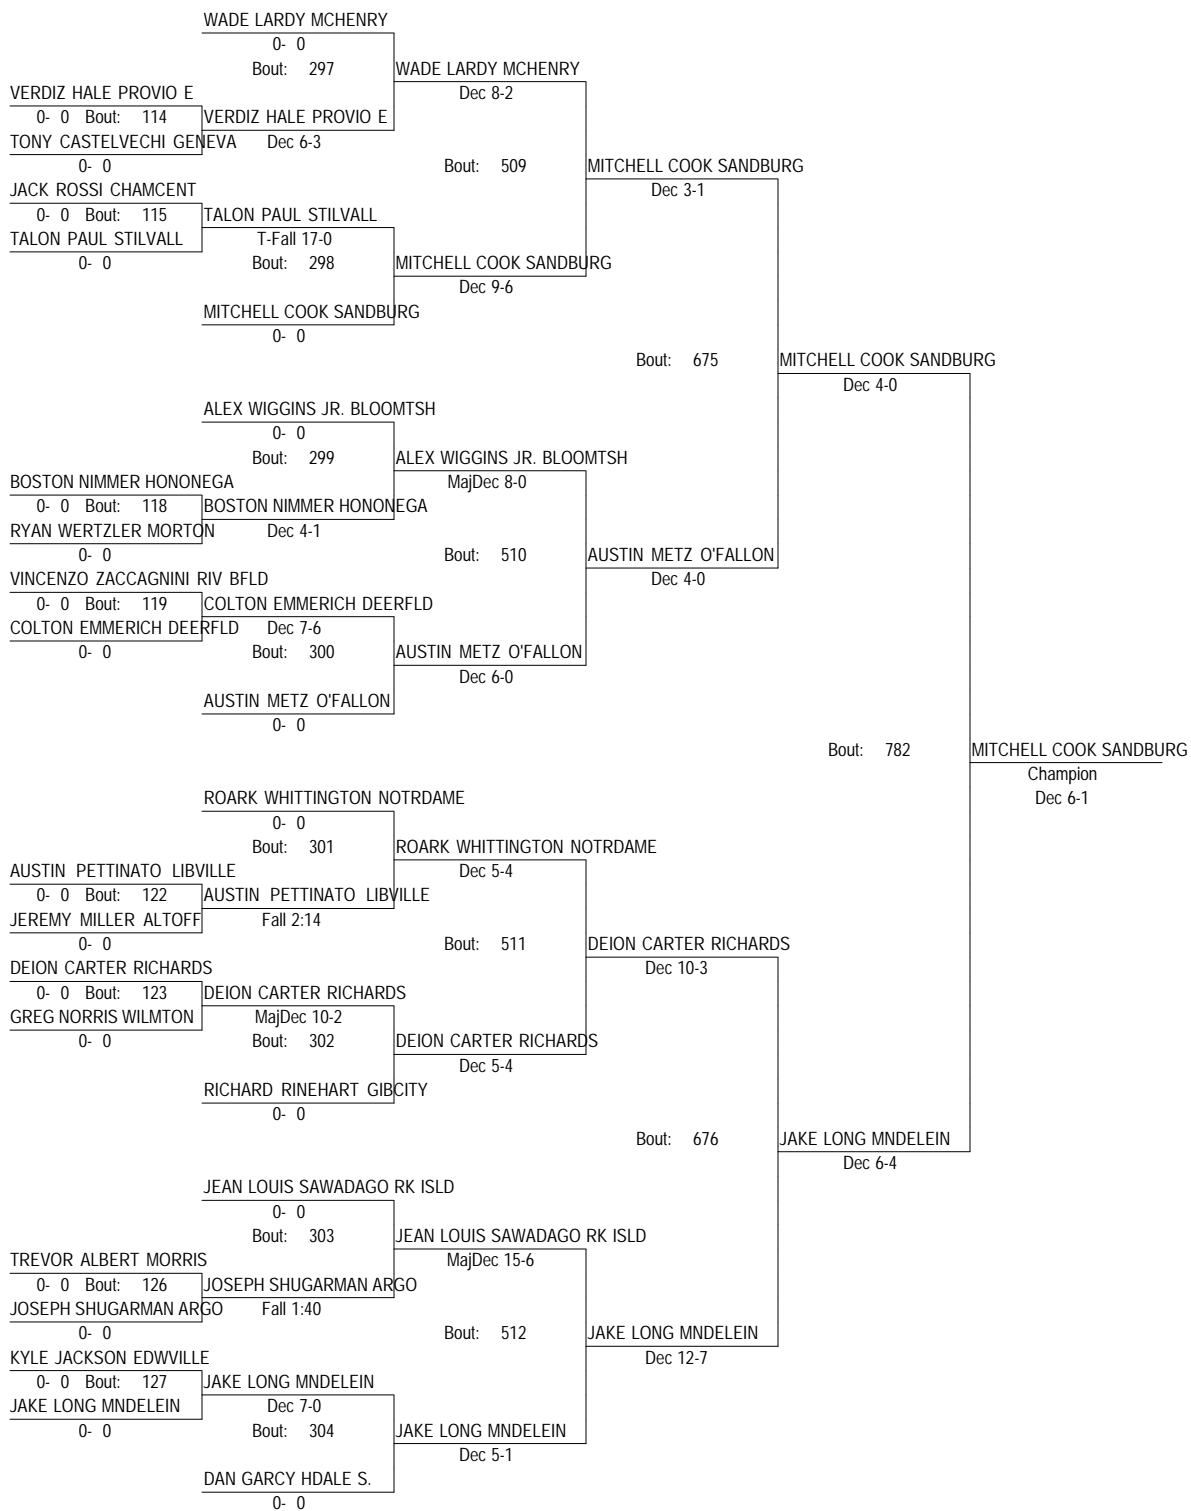 WADE LARDY MCHENRY
0- 0
Bout: 297
WADE LARDY MCHENRY
Dec 8-2
VERDIZ HALE PROVIO E
0- 0 Bout: 114
VERDIZ HALE PROVIO E
TONY CASTELVECHI GENEVA
Dec 6-3
0- 0
Bout: 509
MITCHELL COOK SANDBURG
Dec 3-1
JACK ROSSI CHAMCENT
0- 0 Bout: 115
TALON PAUL STILVALL
TALON PAUL STILVALL
T-Fall 17-0
0- 0
Bout: 298
MITCHELL COOK SANDBURG
Dec 9-6
MITCHELL COOK SANDBURG
0- 0
Bout: 675
MITCHELL COOK SANDBURG
Dec 4-0
ALEX WIGGINS JR. BLOOMTSH
0- 0
Bout: 299
ALEX WIGGINS JR. BLOOMTSH
MajDec 8-0
BOSTON NIMMER HONONEGA
0- 0 Bout: 118
BOSTON NIMMER HONONEGA
RYAN WERTZLER MORTON
Dec 4-1
0- 0
Bout: 510
AUSTIN METZ O'FALLON
Dec 4-0
VINCENZO ZACCAGNINI RIV BFLD
0- 0 Bout: 119
COLTON EMMERICH DEERFLD
COLTON EMMERICH DEERFLD
Dec 7-6
0- 0
Bout: 300
AUSTIN METZ O'FALLON
Dec 6-0
AUSTIN METZ O'FALLON
0- 0
Bout: 782
MITCHELL COOK SANDBURG
Champion
Dec 6-1
ROARK WHITTINGTON NOTRDAME
0- 0
Bout: 301
ROARK WHITTINGTON NOTRDAME
Dec 5-4
AUSTIN PETTINATO LIBVILLE
0- 0 Bout: 122
AUSTIN PETTINATO LIBVILLE
JEREMY MILLER ALTOFF
Fall 2:14
0- 0
Bout: 511
DEION CARTER RICHARDS
Dec 10-3
DEION CARTER RICHARDS
0- 0 Bout: 123
DEION CARTER RICHARDS
GREG NORRIS WILMTON
MajDec 10-2
0- 0
Bout: 302
DEION CARTER RICHARDS
Dec 5-4
RICHARD RINEHART GIBCITY
0- 0
Bout: 676
JAKE LONG MNDELEIN
Dec 6-4
JEAN LOUIS SAWADAGO RK ISLD
0- 0
Bout: 303
JEAN LOUIS SAWADAGO RK ISLD
MajDec 15-6
TREVOR ALBERT MORRIS
0- 0 Bout: 126
JOSEPH SHUGARMAN ARGO
JOSEPH SHUGARMAN ARGO
Fall 1:40
0- 0
Bout: 512
JAKE LONG MNDELEIN
Dec 12-7
KYLE JACKSON EDWVILLE
0- 0 Bout: 127
JAKE LONG MNDELEIN
JAKE LONG MNDELEIN
Dec 7-0
0- 0
Bout: 304
JAKE LONG MNDELEIN
Dec 5-1
DAN GARCY HDALE S.
0- 0